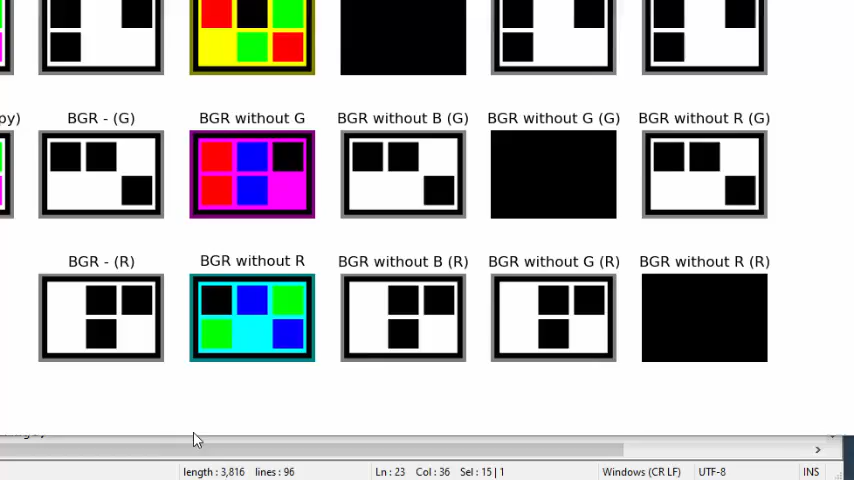 py) BGR - (G) BGR without G BGR without B (G) BGR without G (G) BGR without R (G)
BGR - (R) BGR without R BGR without B (R) BGR without G (R) BGR without R (R)
length : 3,816 lines : 96 Ln : 23 Col : 36 Sel : 15 | 1 Windows (CR LF) UTF-8 INS